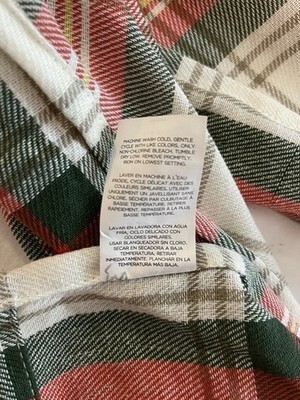 MACHINE WASH COLD, GENTLE
CYCLE WITH LIKE COLORS, ONLY
NON-CHLORINE BLEACH, TUMBLE
DRY LOW. REMOVE PROMPTLY.
IRON ON LOWEST SETTING.
LAVER EN MACHINE À L'EAU
FROIDE, CYCLE DÉLICAT AVEC DES
COULEURS SIMILAIRES. UTILISER
UNIQUEMENT UN JAVELLISANT SANS
CHLORE. SÉCHER PAR CULBUTAGE À
BASSE TEMPÉRATURE. RETIRER
RAPIDEMENT. REPASSER À LA PLUS
BASSE TEMPÉRATURE.
LAVAR EN LAVADORA CON AGUA
FRÍA, CICLO DELICADO CON
COLORES SIMILARES.
USAR BLANQUEADOR SIN CLORO.
SECAR EN SECADORA A BAJA
TEMPERATURA, RETIRAR
INMEDIATAMENTE. PLANCHAR EN LA
TEMPERATURA MÁS BAJA.